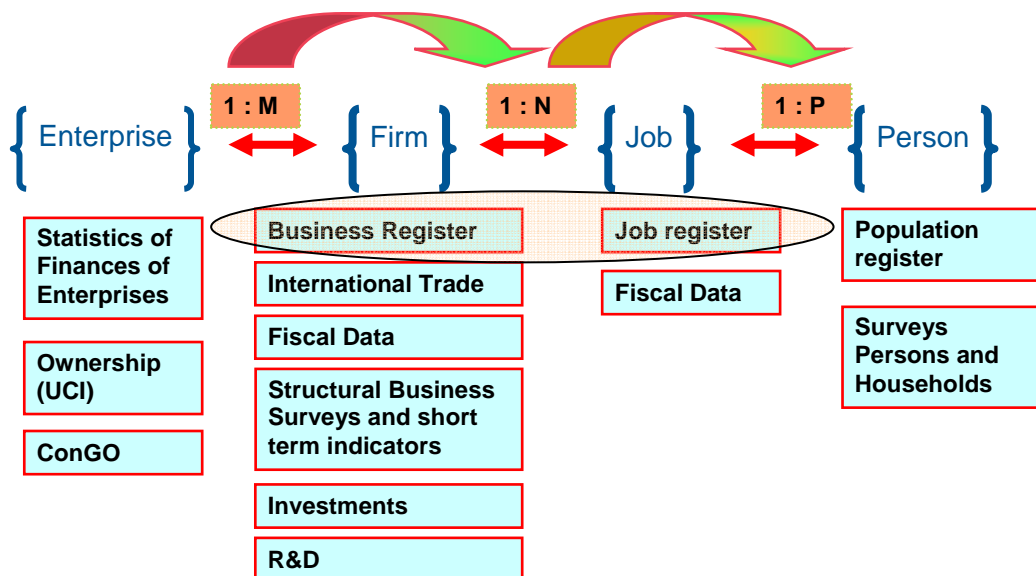 1 : M
1 : N
1 : P
{ Enterprise }
{ Firm }
{ Job }
{ Person }
Statistics of
Finances of
Enterprises
Ownership
(UCI)
ConGO
Business Register
International Trade
Fiscal Data
Structural Business
Surveys and short
term indicators
Investments
R&D
Job register
Fiscal Data
Population
register
Surveys
Persons and
Households